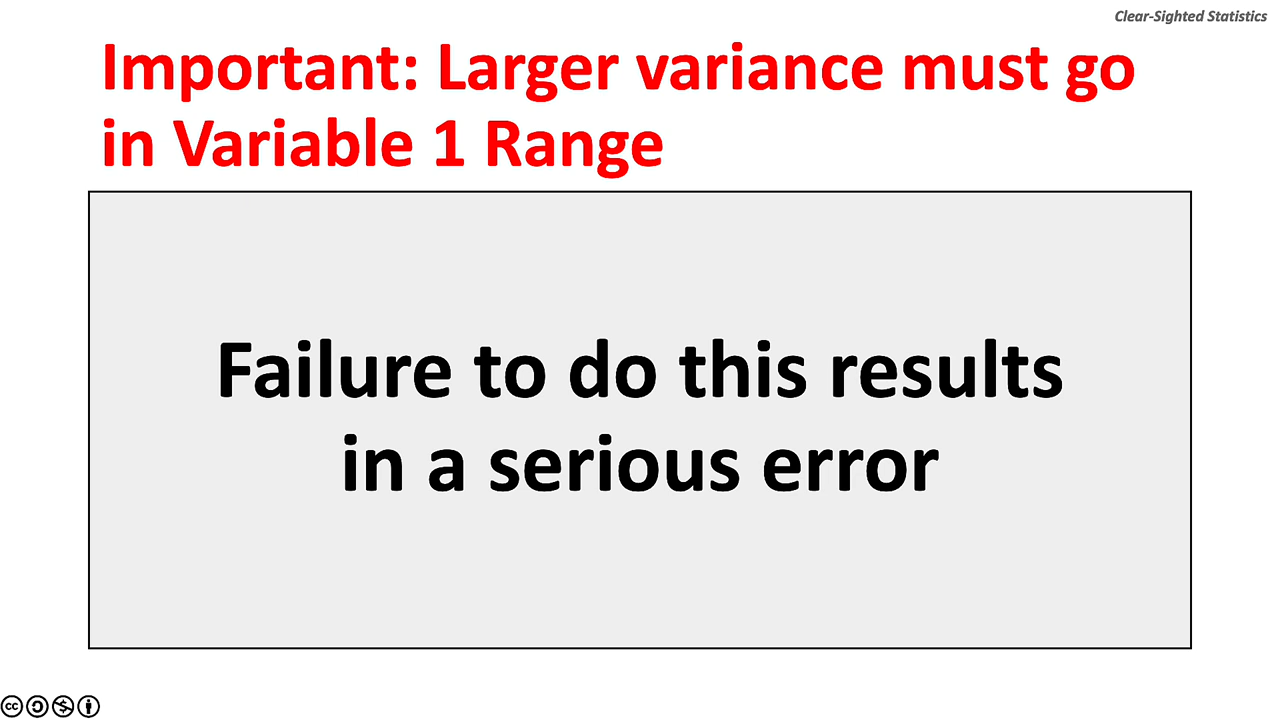 Clear-Sighted Statistics
Important: Larger variance must go
in Variable 1 Range
Failure to do this results
in a serious error